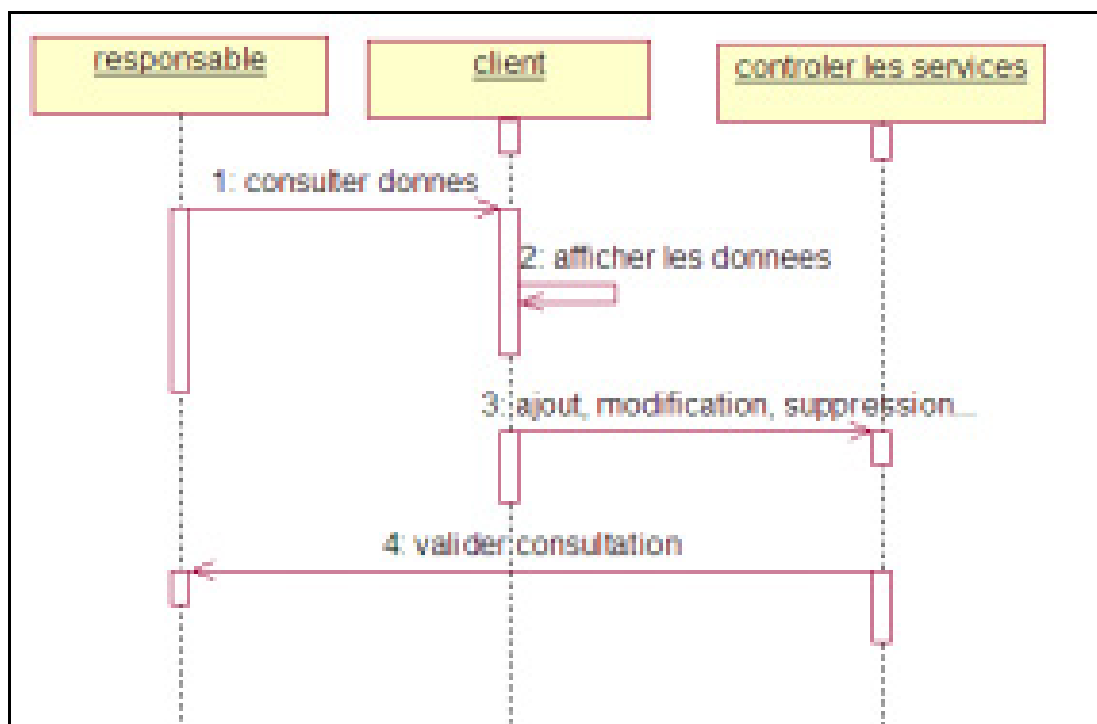 responsable
client
controler les services
1: consulter donnes
2: afficher les donnees
3: ajout, modification, suppression...
4: valider consultation